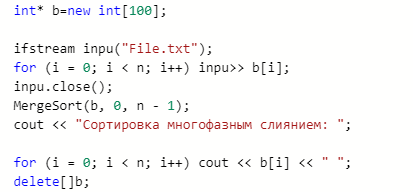 int* b=new int[100];
ifstream inpu("File.txt");
for (i = 0; i < n; i++) inpu>> b[i];
inpu.close();
MergeSort(b, 0, n - 1);
cout << "Сортировка многофазным слиянием: ";
for (i = 0; i < n; i++) cout << b[i] << " ";
delete[]b;